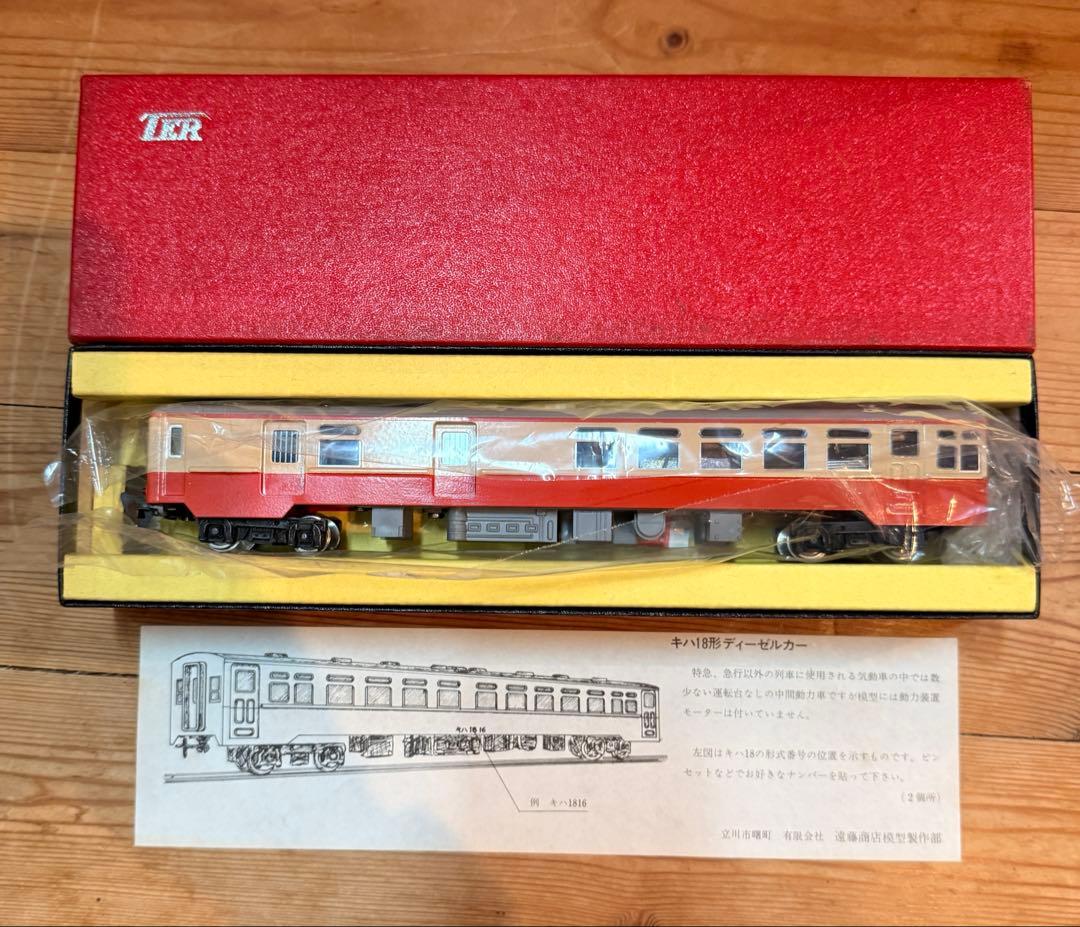 TER
キハ18形ディーゼルカー
特急、急行以外の列車に使用される気動車の中では数
少ない運転台なしの中間動力車ですが模型には動力装置
モーターは付いていません。
左図はキハ18の形式番号の位置を示すものです。ピン
セットなどでお好きなナンバーを貼って下さい。
(2個所)
キハ1816
例 キハ1816
立川市曙町 有限会社 遠藤商店模型製作部